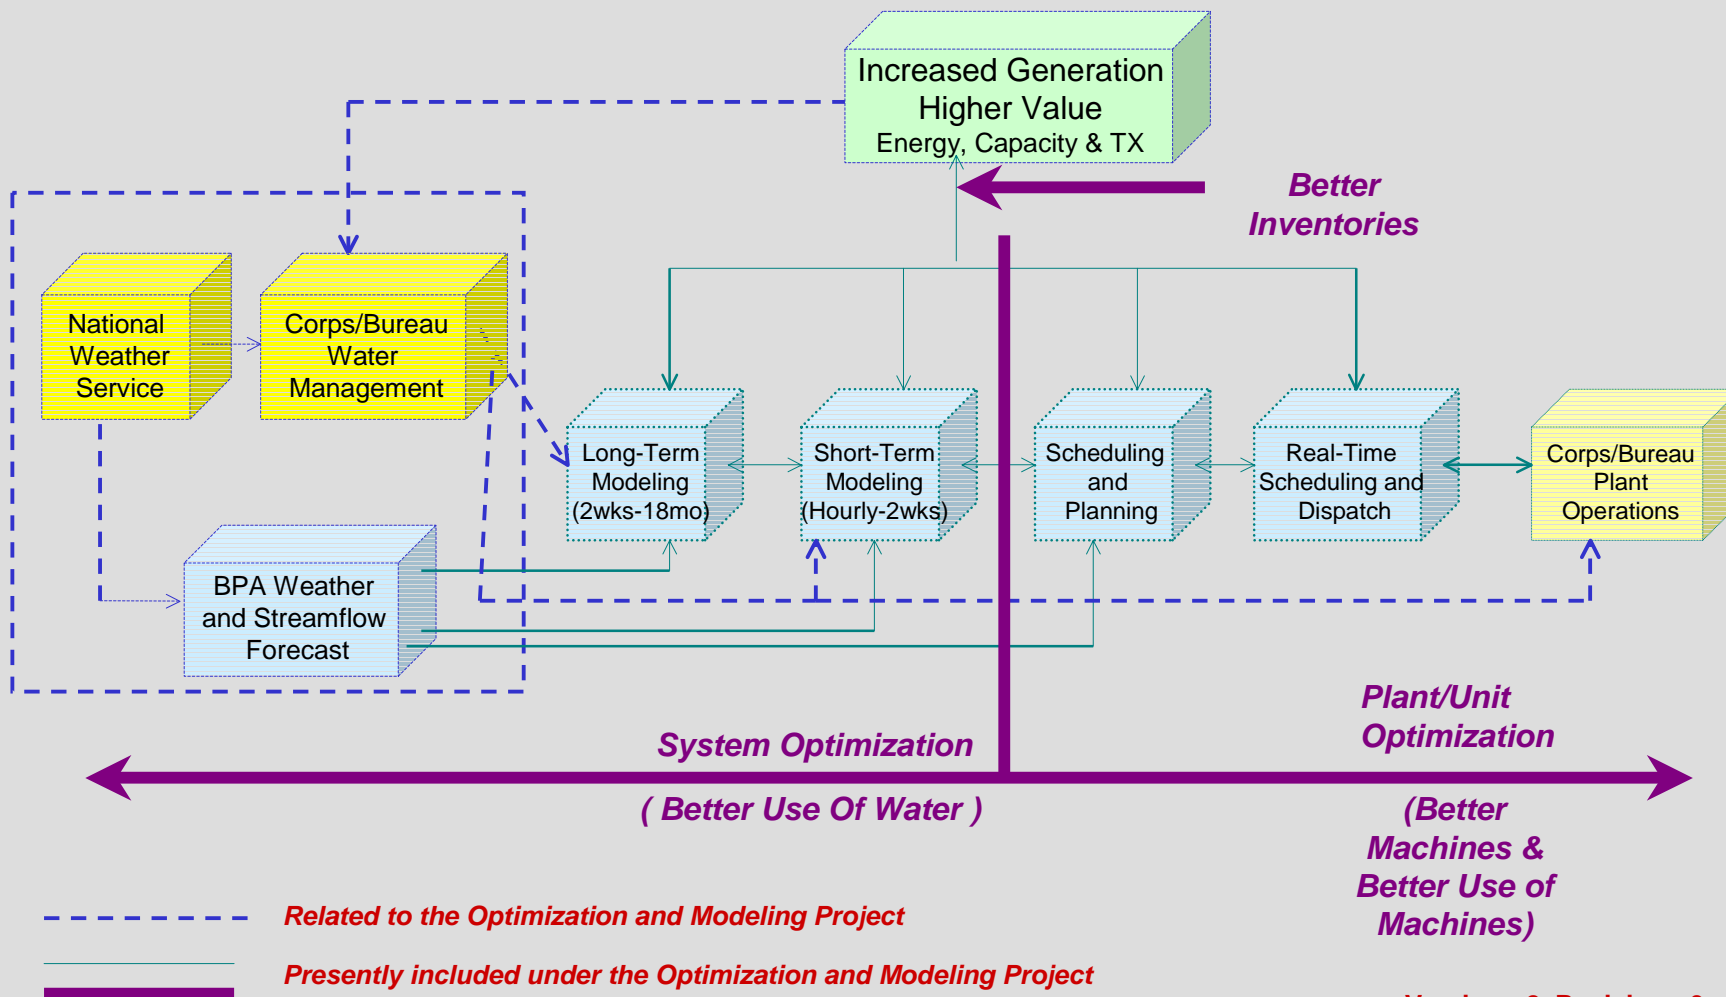 Increased Generation
Higher Value
Energy, Capacity & TX
Better
Inventories
National
Weather
Service
Corps/Bureau
Water
Management
Long-Term
Modeling
(2wks-18mo)
Short-Term
Modeling
(Hourly-2wks)
Scheduling
and
Planning
Real-Time
Scheduling and
Dispatch
Corps/Bureau
Plant
Operations
BPA Weather
and Streamflow
Forecast
System Optimization
( Better Use Of Water )
Plant/Unit
Optimization
(Better
Machines &
Better Use of
Machines)
Related to the Optimization and Modeling Project
Presently included under the Optimization and Modeling Project